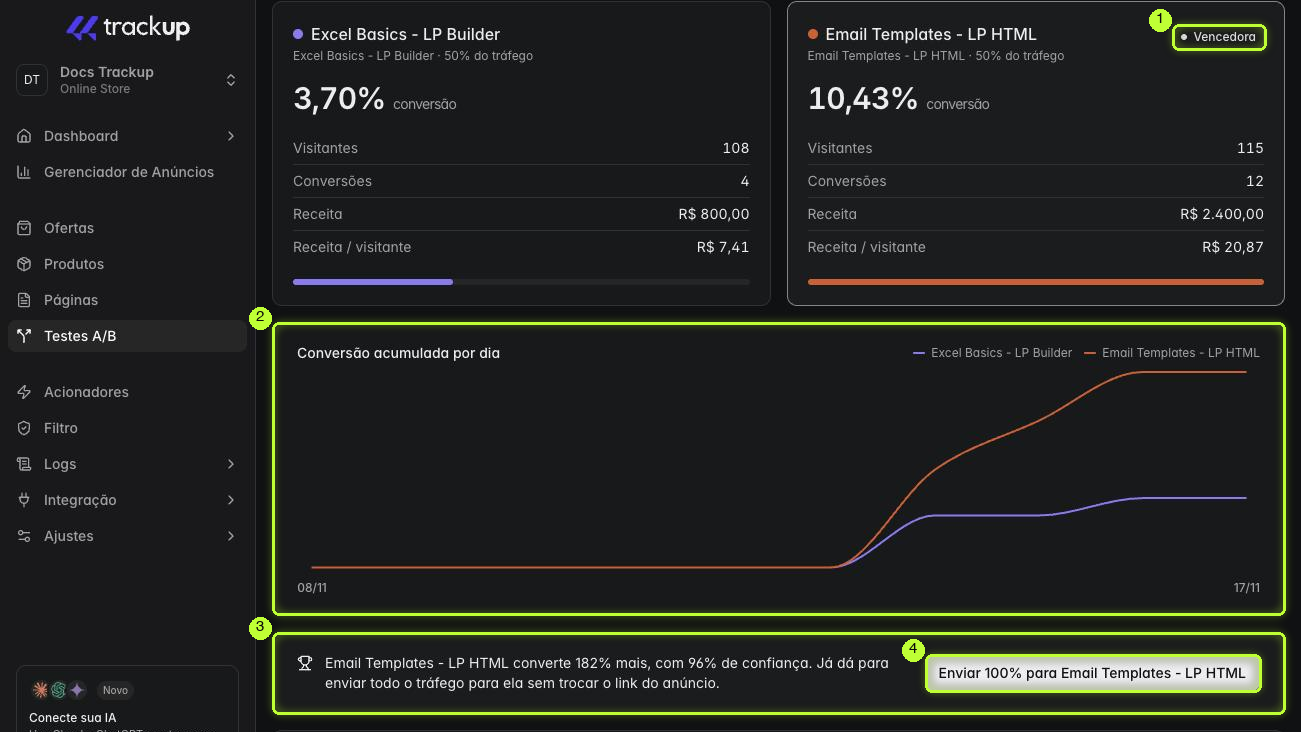 trackup
DT
Docs Trackup
Online Store
Dashboard
Gerenciador de Anúncios
Ofertas
Produtos
Páginas
Testes A/B
Acionadores
Filtro
Logs
Integração
Ajustes
Novo
Conecte sua IA
Excel Basics - LP Builder
Excel Basics - LP Builder · 50% do tráfego
3,70% conversão
Visitantes 108
Conversões 4
Receita R$ 800,00
Receita / visitante R$ 7,41
1
Email Templates - LP HTML
Vencedora
Email Templates - LP HTML · 50% do tráfego
10,43% conversão
Visitantes 115
Conversões 12
Receita R$ 2.400,00
Receita / visitante R$ 20,87
2
Conversão acumulada por dia
Excel Basics - LP Builder
Email Templates - LP HTML
08/11
17/11
3
Email Templates - LP HTML converte 182% mais, com 96% de confiança. Já dá para
enviar todo o tráfego para ela sem trocar o link do anúncio.
4
Enviar 100% para Email Templates - LP HTML